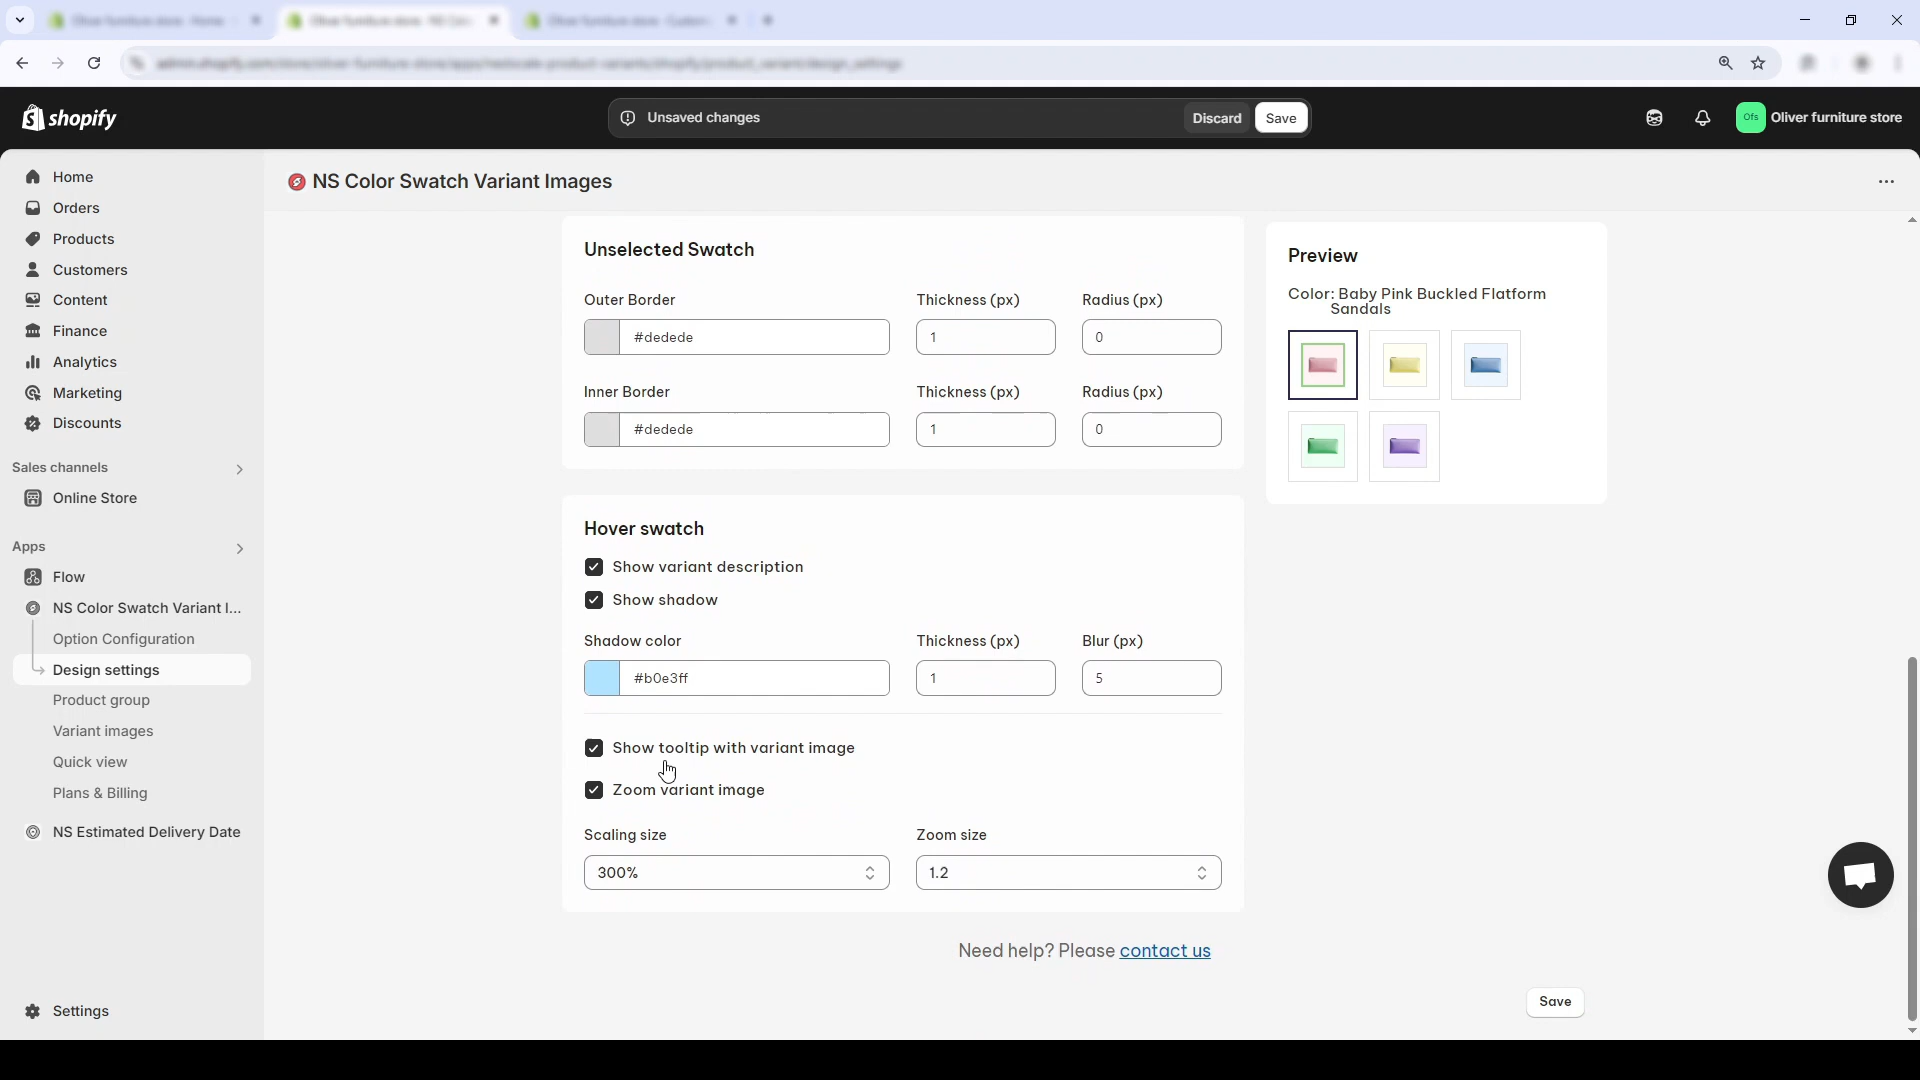 shopify
Unsaved changes
Discard
Save
Ofs
Oliver furniture store
Home
Orders
Products
Customers
Content
Finance
Analytics
Marketing
Discounts
Sales channels
Online Store
Apps
Flow
NS Color Swatch Variant I...
Option Configuration
Design settings
Product group
Variant images
Quick view
Plans & Billing
NS Estimated Delivery Date
Settings
NS Color Swatch Variant Images
Unselected Swatch
Outer Border
Thickness (px)
Radius (px)
#dedede
1
0
Inner Border
Thickness (px)
Radius (px)
#dedede
1
0
Hover swatch
Show variant description
Show shadow
Shadow color
Thickness (px)
Blur (px)
#b0e3ff
1
5
Show tooltip with variant image
Zoom variant image
Scaling size
Zoom size
300%
1.2
Need help? Please contact us
Save
Preview
Color: Baby Pink Buckled Flatform
Sandals